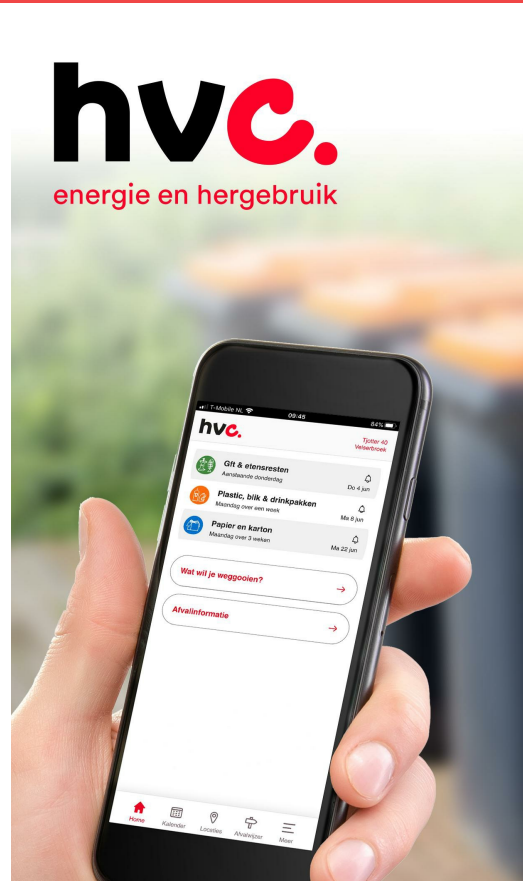 hvc.
energie en hergebruik
T-Mobile NL 09:45 84%
hvc.
Tjotter 40
Velserbroek
Gft & etensresten
Aanstaande donderdag
Do 4 jun
Plastic, blik & drinkpakken
Maandag over een week
Ma 8 jun
Papier en karton
Maandag over 3 weken
Ma 22 jun
Wat wil je weggooien?
Afvalinformatie
Home Kalender Locaties Afvalwijzer Meer